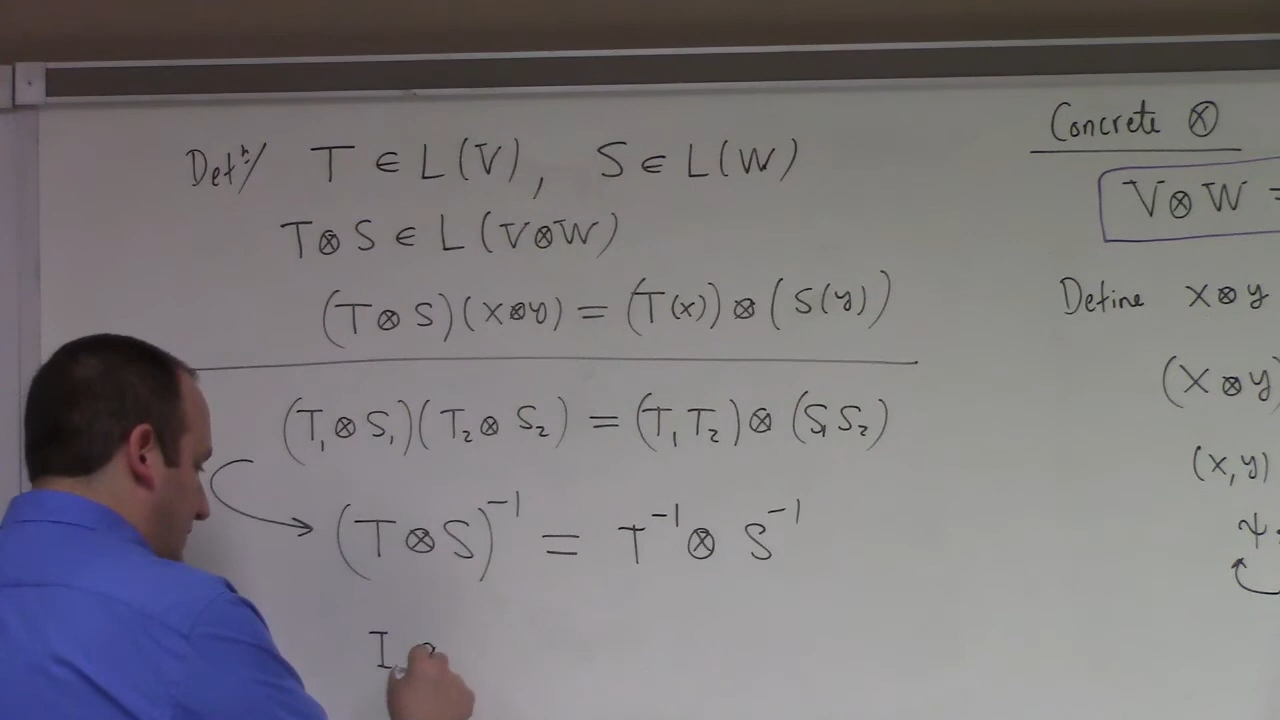 Defⁿ/ T ∈ L(V), S ∈ L(W)
T⊗S ∈ L(V⊗W)
(T⊗S)(x⊗y) = (T(x))⊗(S(y))
(T₁⊗S₁)(T₂⊗S₂) = (T₁T₂)⊗(S₁S₂)
(T⊗S)⁻¹ = T⁻¹⊗S⁻¹
I
Concrete ⊗
V⊗W =
Define x⊗y
(x⊗y
(x,y)
ψ